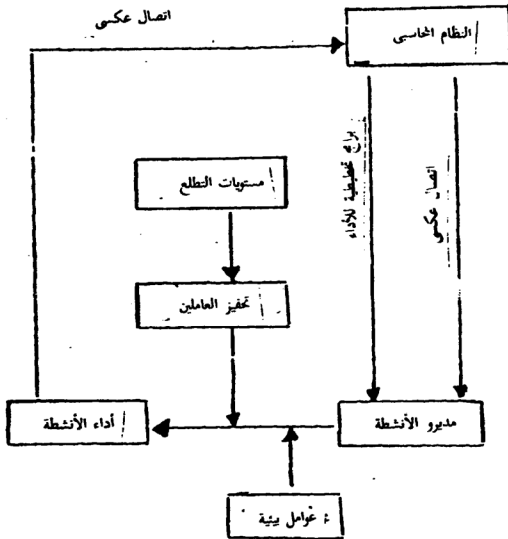 اتصال عكسى
النظام المحاسبى
برامج تخطيطية للأداء
اتصال عكسى
مستويات التطلع
تحفيز العاملين
مديرو الأنشطة
أداء الأنشطة
عوامل بيئية